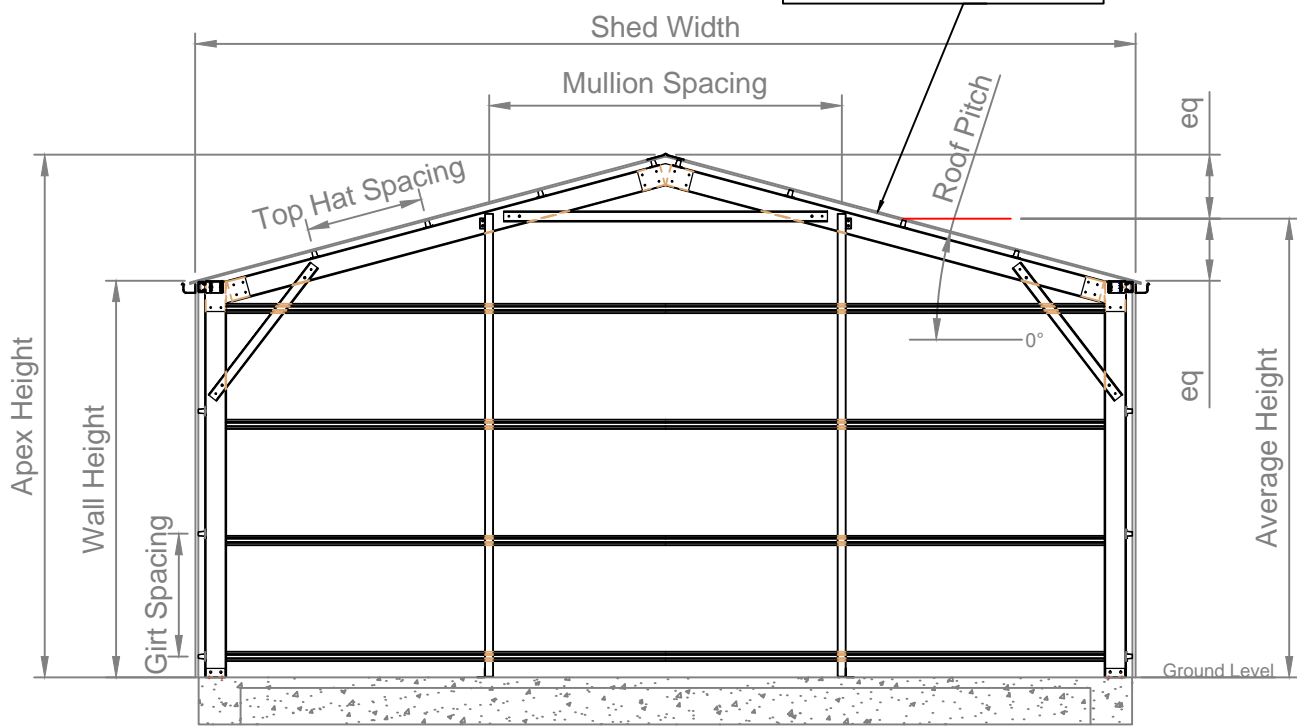 Shed Width
Mullion Spacing
Roof Pitch
eq
Top Hat Spacing
0°
eq
Apex Height
Wall Height
Average Height
Girt Spacing
Ground Level